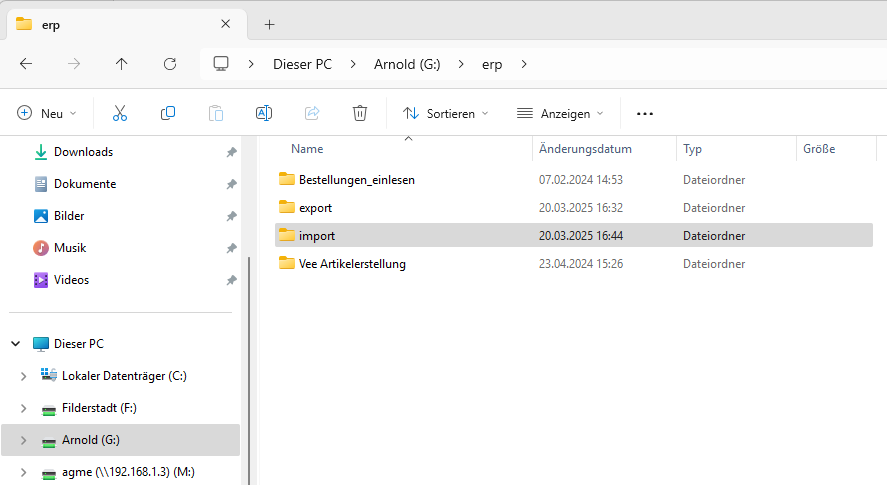 erp
Dieser PC > Arnold (G:) > erp >
Neu
Sortieren
Anzeigen
Downloads
Dokumente
Bilder
Musik
Videos
Dieser PC
Lokaler Datenträger (C:)
Filderstadt (F:)
Arnold (G:)
agme (\\192.168.1.3) (M:)
Name Änderungsdatum Typ Größe
Bestellungen_einlesen 07.02.2024 14:53 Dateiordner
export 20.03.2025 16:32 Dateiordner
import 20.03.2025 16:44 Dateiordner
Vee Artikelerstellung 23.04.2024 15:26 Dateiordner